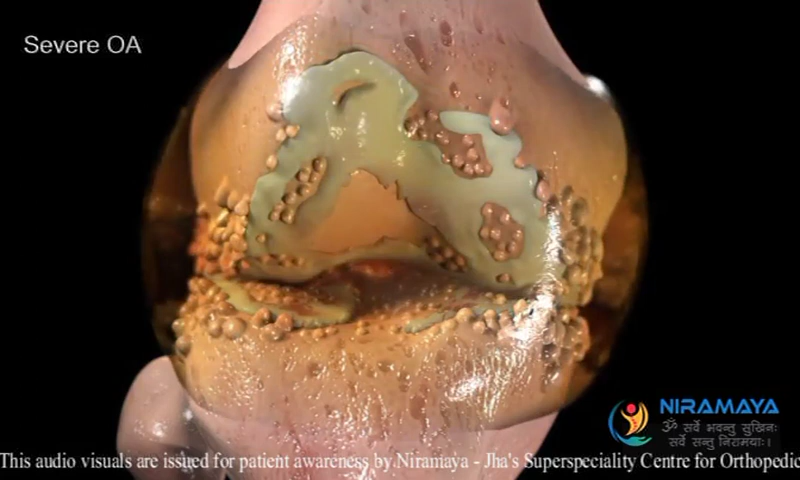 Severe OA
NIRAMAYA
ॐ सर्वे भवन्तु सुखिनः
सर्वे सन्तु निरामयाः।
This audio visuals are issued for patient awareness by Niramaya - Jha's Superspeciality Centre for Orthopedic